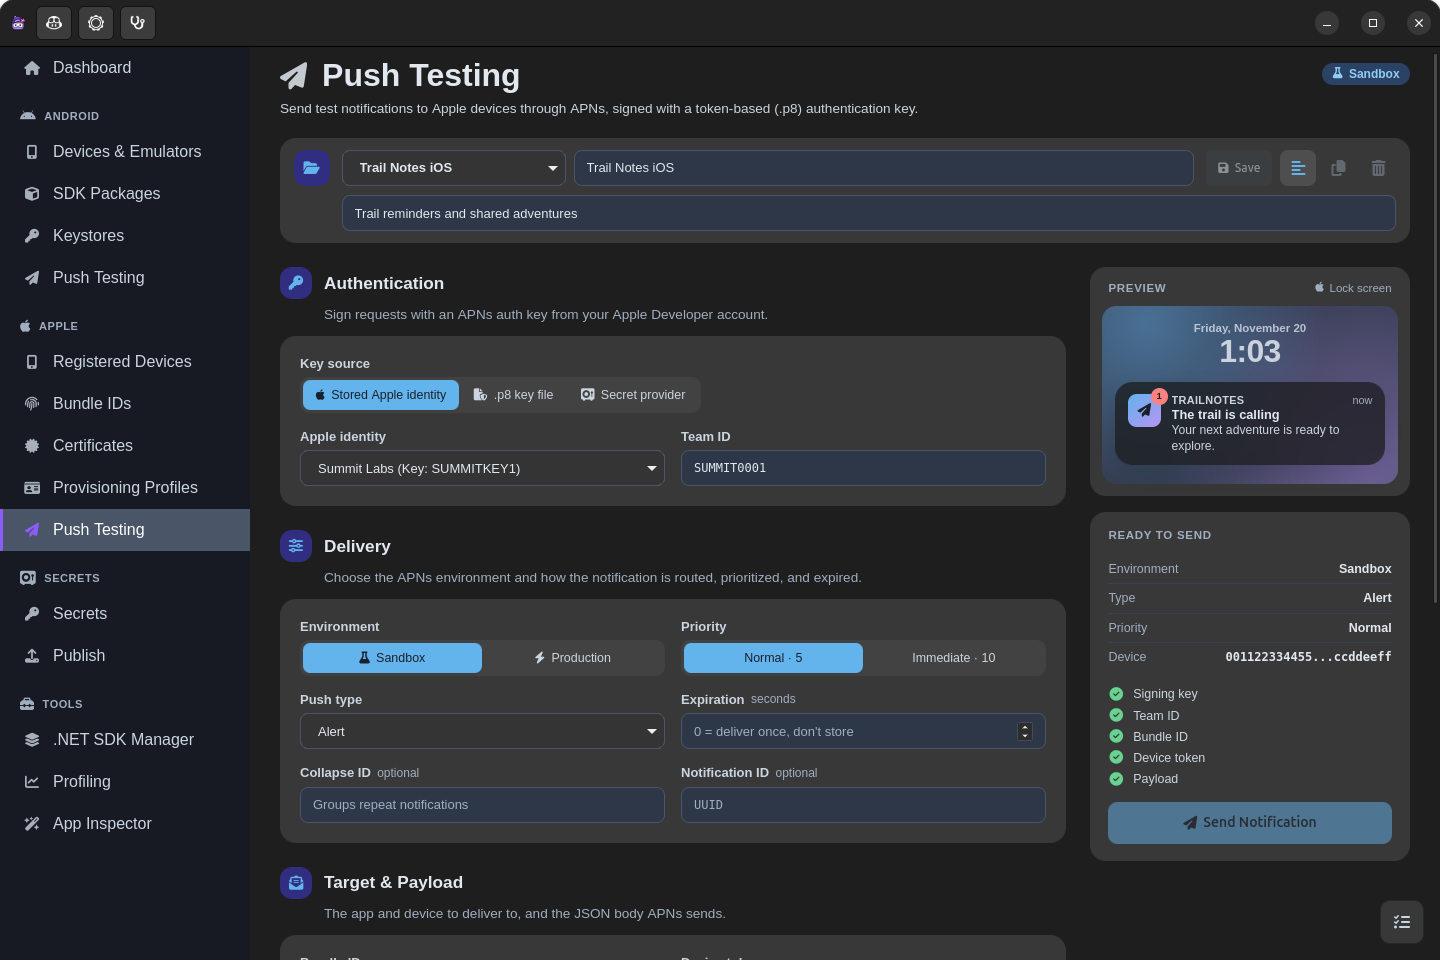 Dashboard
ANDROID
Devices & Emulators
SDK Packages
Keystores
Push Testing
APPLE
Registered Devices
Bundle IDs
Certificates
Provisioning Profiles
Push Testing
SECRETS
Secrets
Publish
TOOLS
.NET SDK Manager
Profiling
App Inspector
Push Testing
Sandbox
Send test notifications to Apple devices through APNs, signed with a token-based (.p8) authentication key.
Trail Notes iOS
Trail Notes iOS
Save
Trail reminders and shared adventures
Authentication
Sign requests with an APNs auth key from your Apple Developer account.
Key source
Stored Apple identity
.p8 key file
Secret provider
Apple identity
Team ID
Summit Labs (Key: SUMMITKEY1)
SUMMIT0001
Delivery
Choose the APNs environment and how the notification is routed, prioritized, and expired.
Environment
Priority
Sandbox
Production
Normal · 5
Immediate · 10
Push type
Expiration seconds
Alert
0 = deliver once, don't store
Collapse ID optional
Notification ID optional
Groups repeat notifications
UUID
Target & Payload
The app and device to deliver to, and the JSON body APNs sends.
PREVIEW
Lock screen
Friday, November 20
1:03
1
TRAILNOTES
now
The trail is calling
Your next adventure is ready to
explore.
READY TO SEND
Environment Sandbox
Type Alert
Priority Normal
Device 001122334455...ccddeeff
Signing key
Team ID
Bundle ID
Device token
Payload
Send Notification